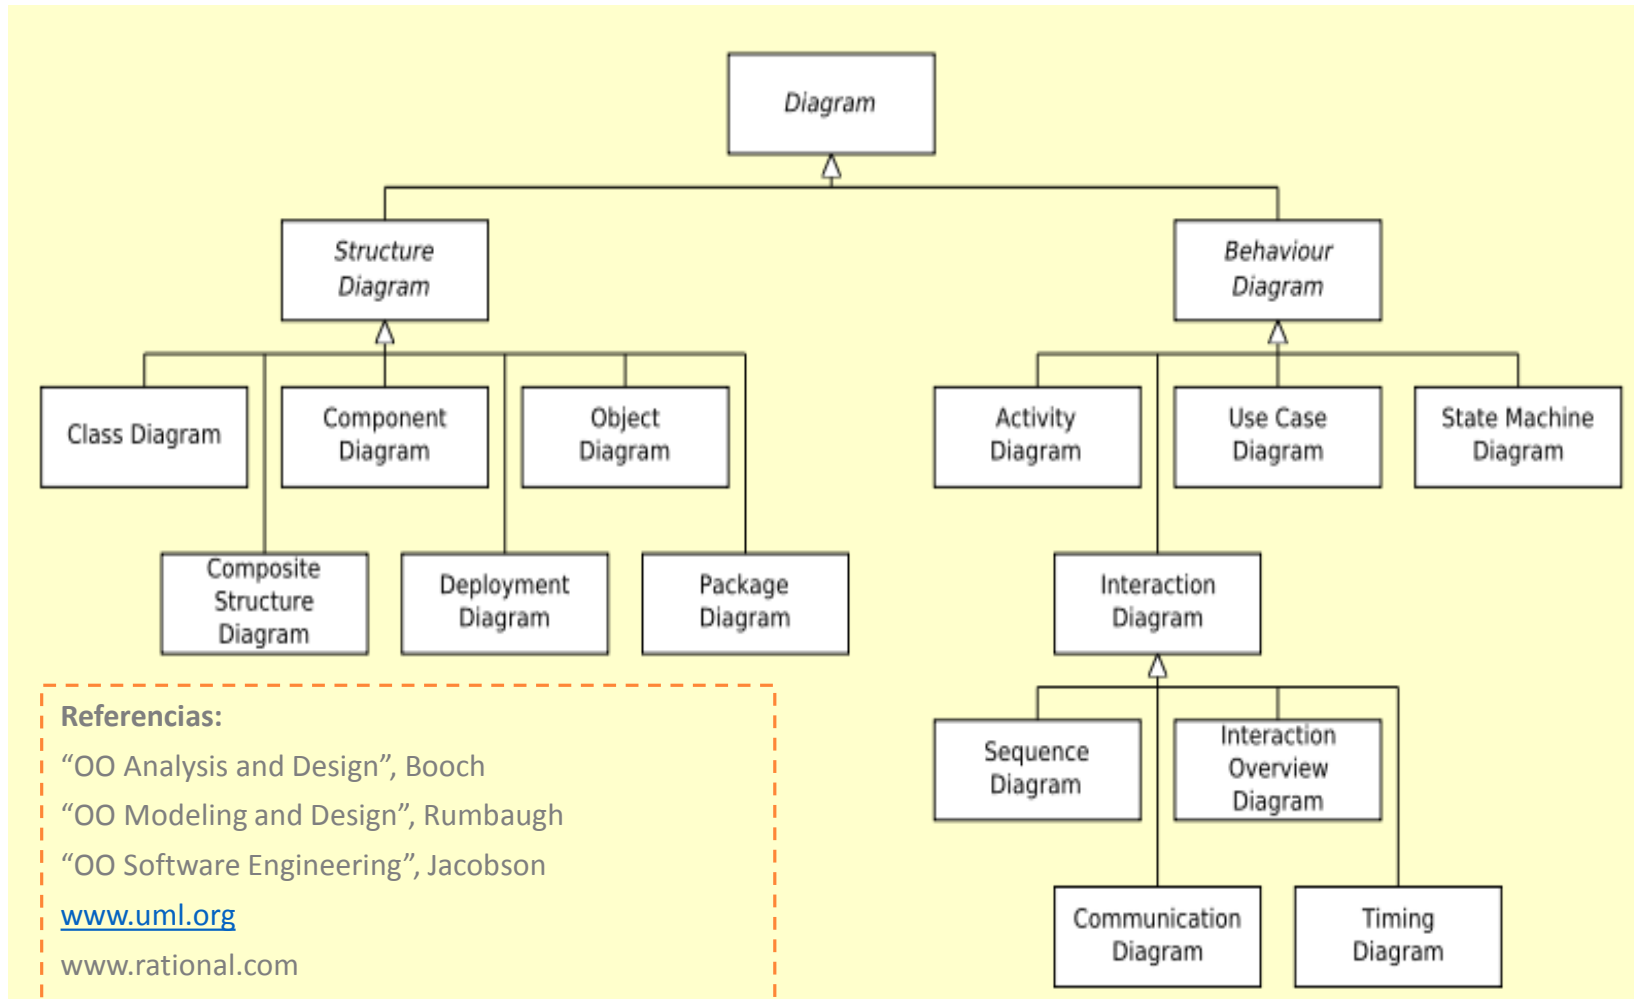 Diagram
Structure
Diagram
Behaviour
Diagram
Class Diagram
Component
Diagram
Object
Diagram
Activity
Diagram
Use Case
Diagram
State Machine
Diagram
Composite
Structure
Diagram
Deployment
Diagram
Package
Diagram
Interaction
Diagram
Sequence
Diagram
Interaction
Overview
Diagram
Communication
Diagram
Timing
Diagram
Referencias:
“OO Analysis and Design”, Booch
“OO Modeling and Design”, Rumbaugh
“OO Software Engineering”, Jacobson
www.uml.org
www.rational.com